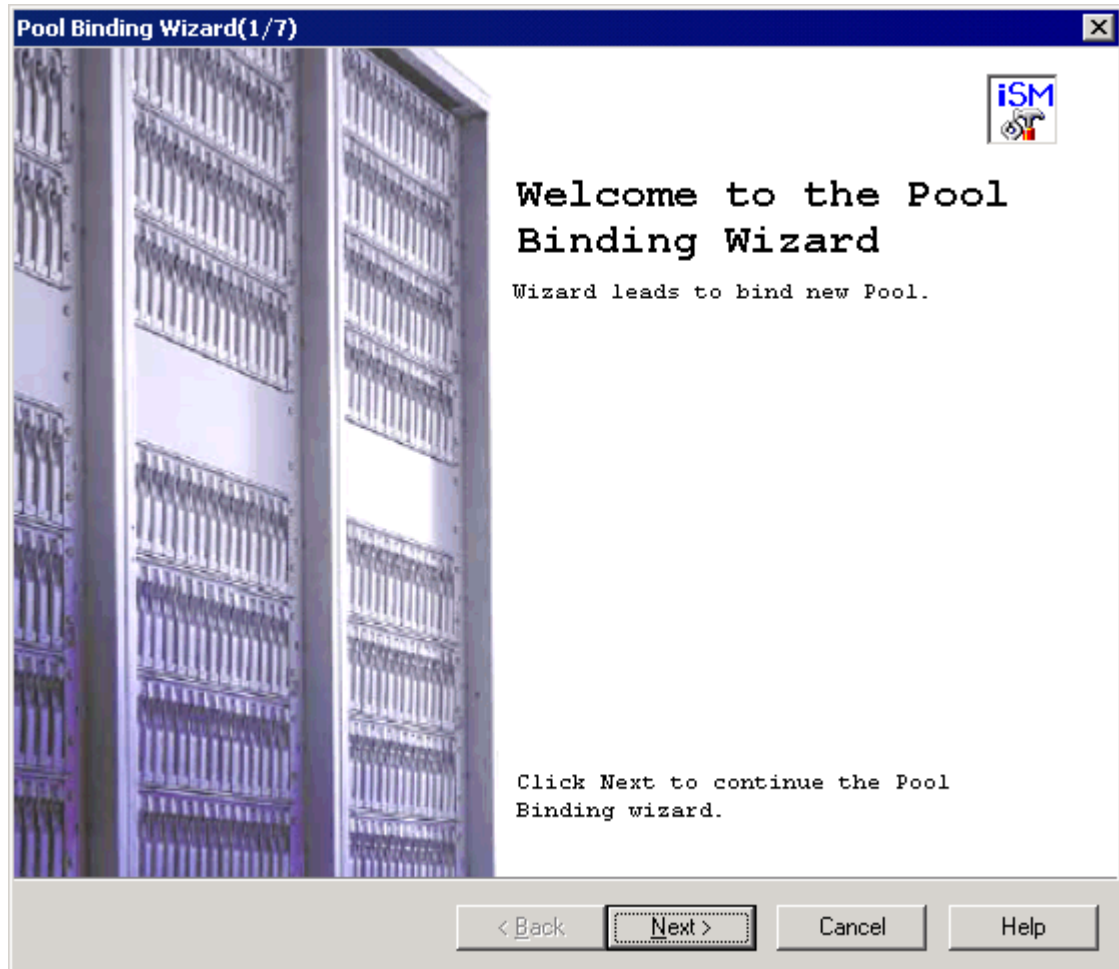 Pool Binding Wizard(1/7)
iSM
Welcome to the Pool
Binding Wizard
Wizard leads to bind new Pool.
Click Next to continue the Pool
Binding wizard.
< Back
Next >
Cancel
Help